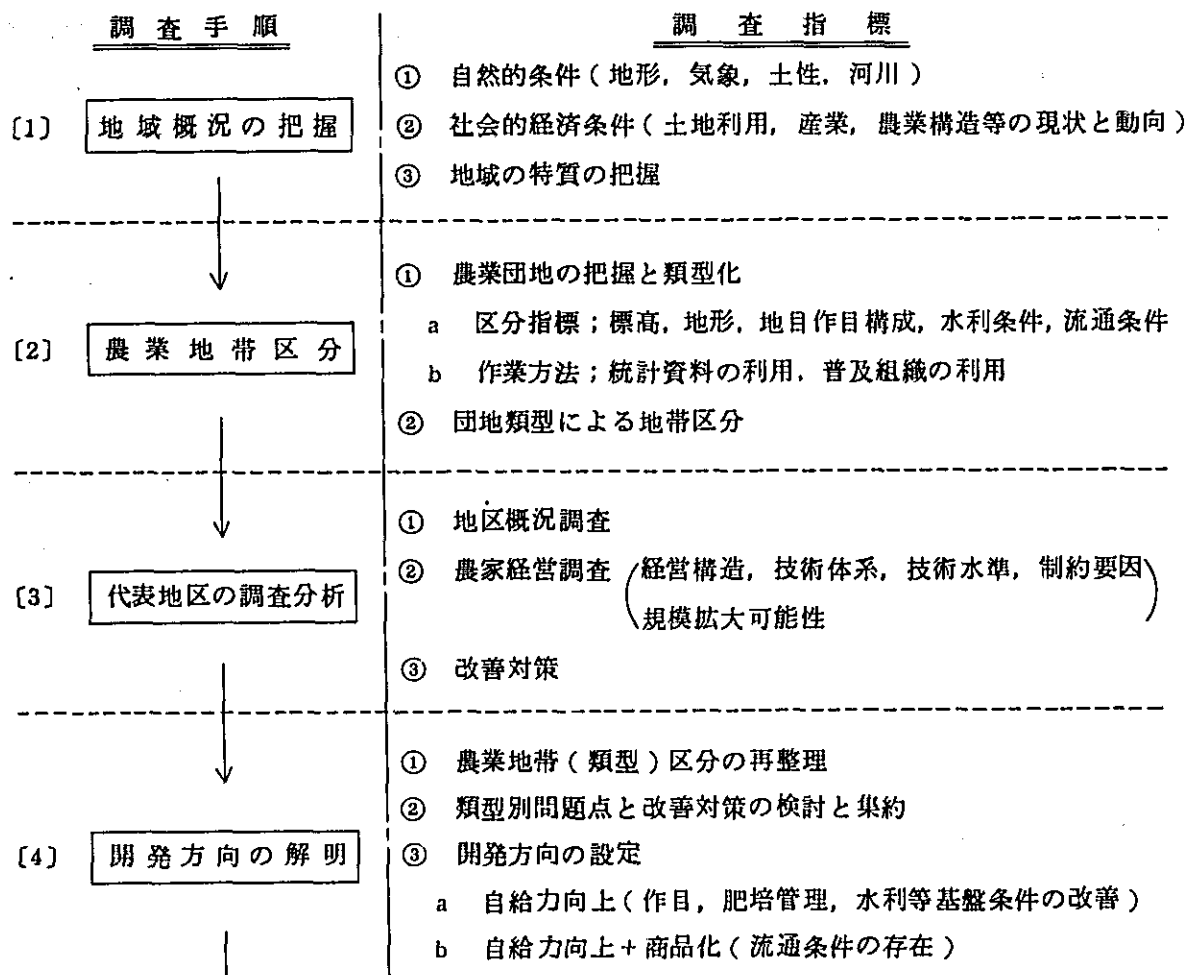 調査手順
調査指標
① 自然的条件(地形,気象,土性,河川)
〔1〕 地域概況の把握
② 社会的経済条件(土地利用,産業,農業構造等の現状と動向)
③ 地域の特質の把握
① 農業団地の把握と類型化
a 区分指標;標高,地形,地目作目構成,水利条件,流通条件
〔2〕 農業地帯区分
b 作業方法;統計資料の利用,普及組織の利用
② 団地類型による地帯区分
① 地区概況調査
② 農家経営調査(経営構造,技術体系,技術水準,制約要因
規模拡大可能性)
〔3〕 代表地区の調査分析
③ 改善対策
① 農業地帯(類型)区分の再整理
② 類型別問題点と改善対策の検討と集約
〔4〕 開発方向の解明
③ 開発方向の設定
a 自給力向上(作目,肥培管理,水利等基盤条件の改善)
b 自給力向上+商品化(流通条件の存在)